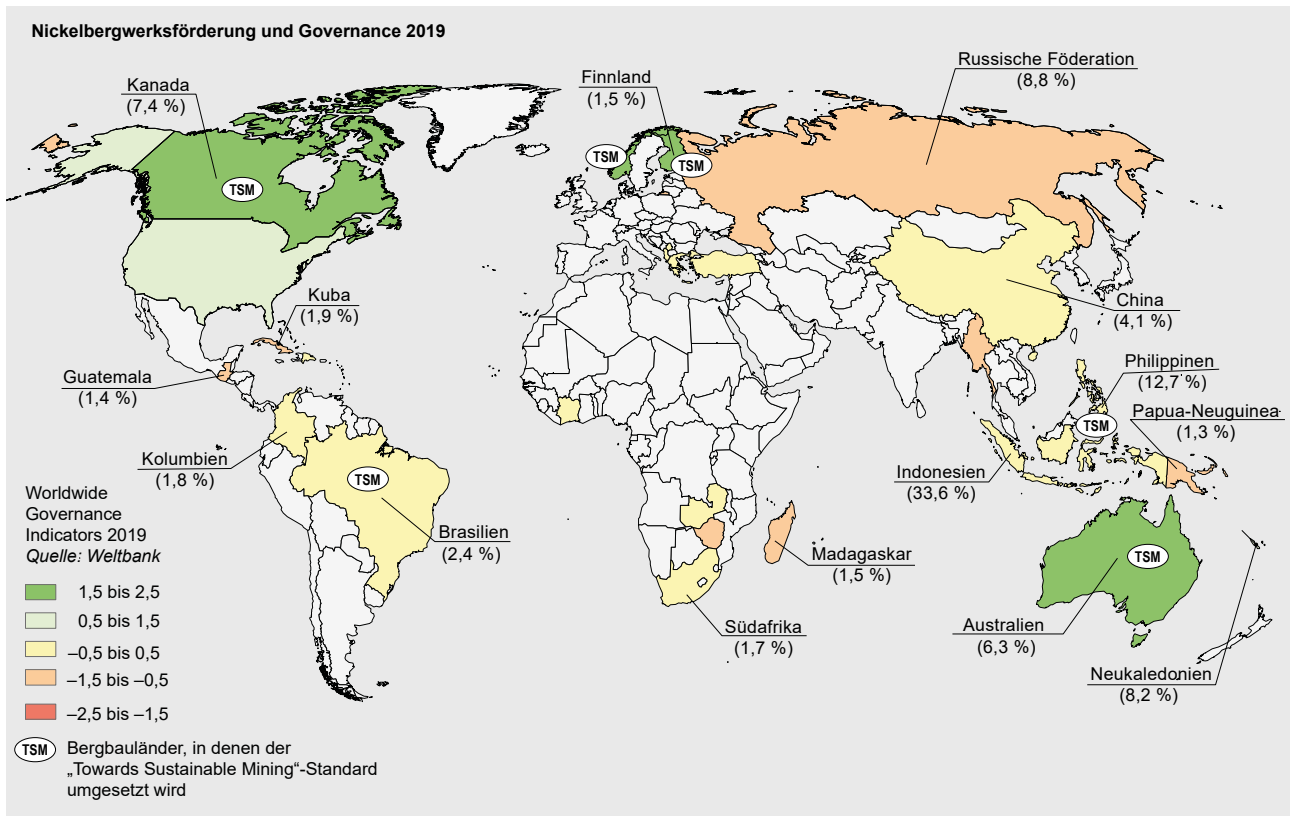 Nickelbergwerksförderung und Governance 2019
Kanada
(7,4 %)
Finnland
(1,5 %)
Russische Föderation
(8,8 %)
TSM
TSM
TSM
Kuba
(1,9 %)
China
(4,1 %)
Guatemala
(1,4 %)
Philippinen
(12,7 %)
TSM
Papua-Neuguinea
(1,3 %)
Kolumbien
(1,8 %)
TSM
Indonesien
(33,6 %)
Brasilien
(2,4 %)
Madagaskar
(1,5 %)
TSM
Südafrika
(1,7 %)
Australien
(6,3 %)
Neukaledonien
(8,2 %)
Worldwide
Governance
Indicators 2019
Quelle: Weltbank
1,5 bis 2,5
0,5 bis 1,5
–0,5 bis 0,5
–1,5 bis –0,5
–2,5 bis –1,5
TSM Bergbauländer, in denen der
„Towards Sustainable Mining“-Standard
umgesetzt wird